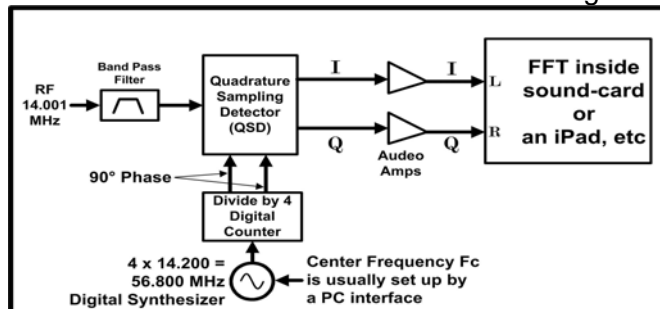 Band Pass
Filter
RF
14.001
MHz
Quadrature
Sampling
Detector
(QSD)
I
I
L
Q
Q
R
Audeo
Amps
FFT inside
sound-card
or
an iPad, etc
90° Phase
Divide by 4
Digital
Counter
4 x 14.200 =
56.800 MHz
Digital Synthesizer
Center Frequency Fc
is usually set up by
a PC interface